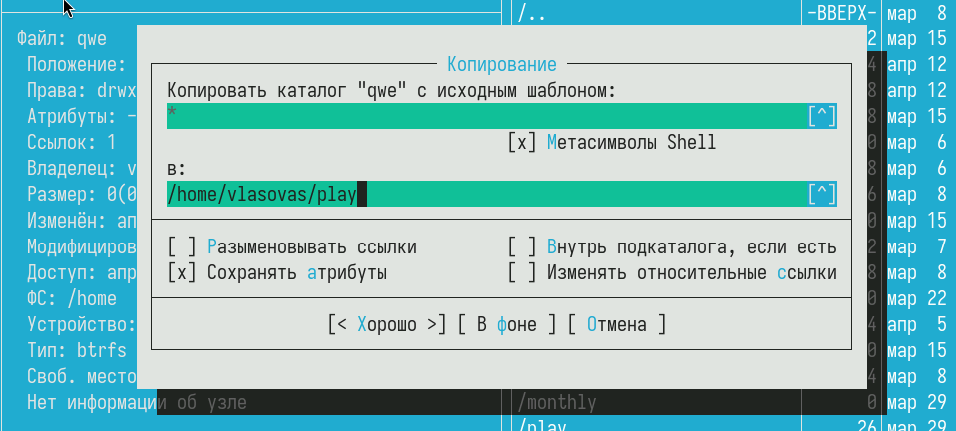 /.. -ВВЕРХ- мар 8
Файл: qwe 2 мар 15
Положение: 4 апр 12
Права: drwx 8 апр 12
Атрибуты: - 8 мар 15
Ссылок: 1 0 мар 6
Владелец: v 8 мар 6
Размер: 0(0 6 мар 8
Изменён: ап 0 мар 15
Модифициров 2 мар 7
Доступ: апр 8 мар 8
ФС: /home 0 мар 22
Устройство: 4 апр 5
Тип: btrfs 0 мар 15
Своб. место 4 мар 8
Нет информации об узле /monthly 0 мар 29
/play 26 мар 29
Копирование
Копировать каталог "qwe" с исходным шаблоном:
* [^]
[x] Метасимволы Shell
в:
/home/vlasovas/play [^]
[ ] Разыменовывать ссылки [ ] Внутрь подкаталога, если есть
[x] Сохранять атрибуты [ ] Изменять относительные ссылки
[< Хорошо >] [ В фоне ] [ Отмена ]